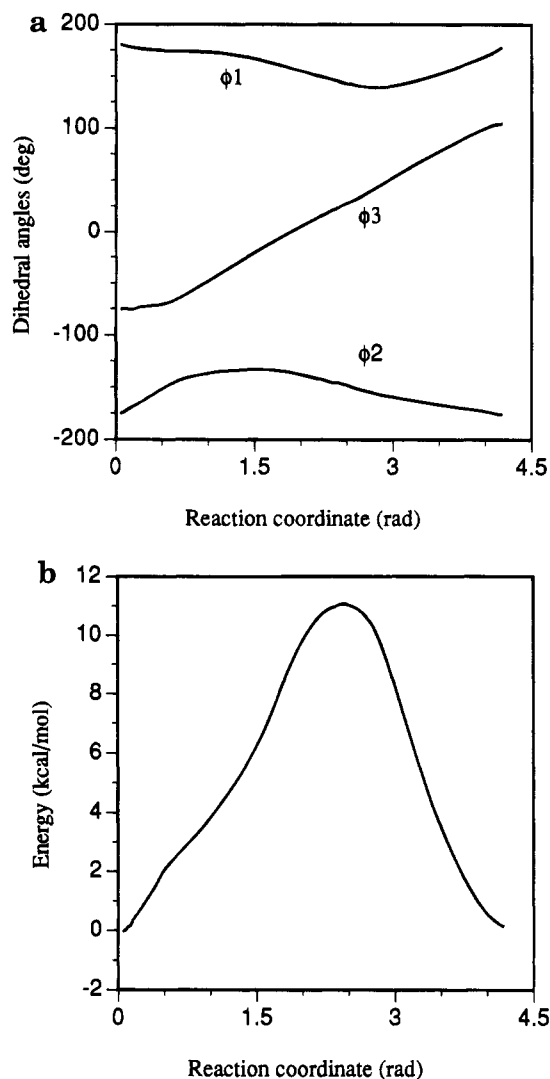 a
200
100
0
-100
-200
Dihedral angles (deg)
ϕ1
ϕ3
ϕ2
0 1.5 3 4.5
Reaction coordinate (rad)
b
12
10
8
6
4
2
0
-2
Energy (kcal/mol)
0 1.5 3 4.5
Reaction coordinate (rad)